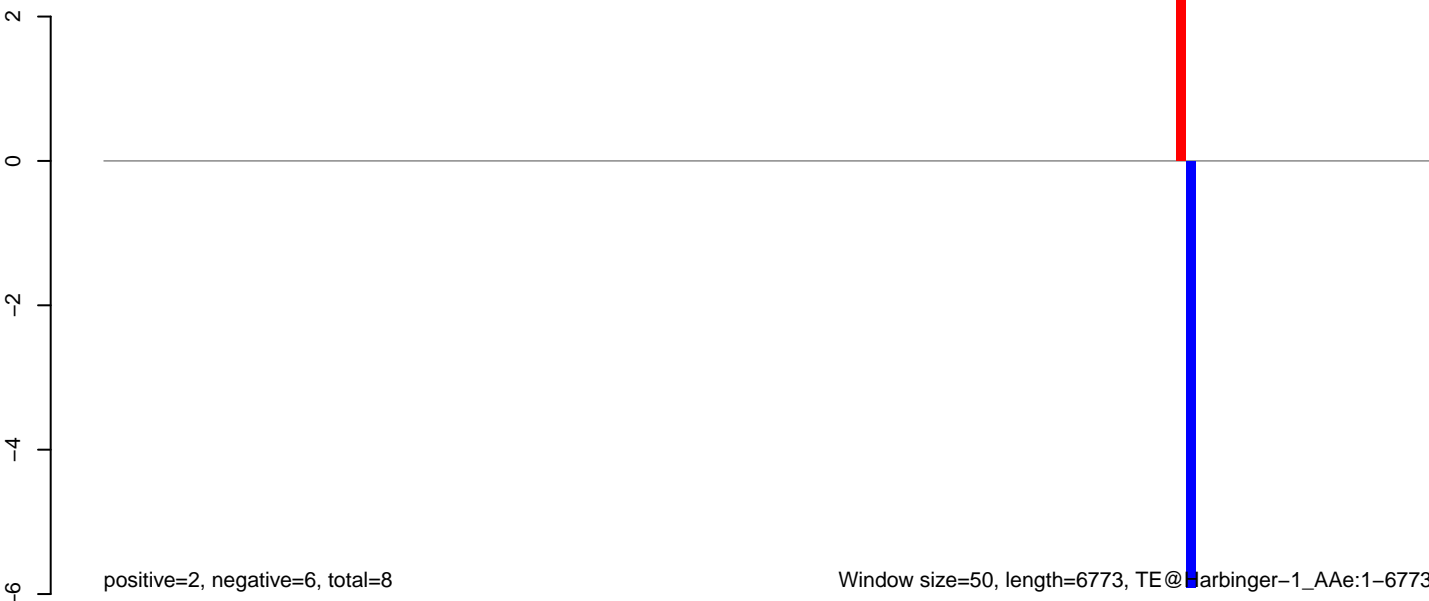 2
0
−2
−4
−6
positive=2, negative=6, total=8
Window size=50, length=6773, TE@Harbinger−1_AAe:1−6773